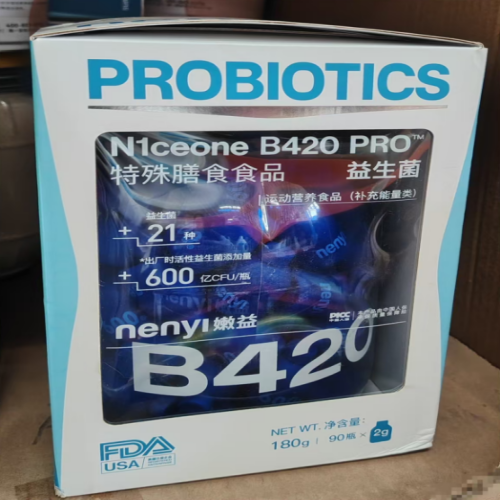 PROBIOTICS
N1ceone B420 PRO™
特殊膳食食品 益生菌
运动营养食品（补充能量类）
益生菌
+ 21 种
*出厂时活性益生菌添加量
+ 600 亿CFU/瓶
nenyi 嫩益
PICC
B420
NET WT. 净含量:
180g | 90瓶 × 2g
FDA
USA